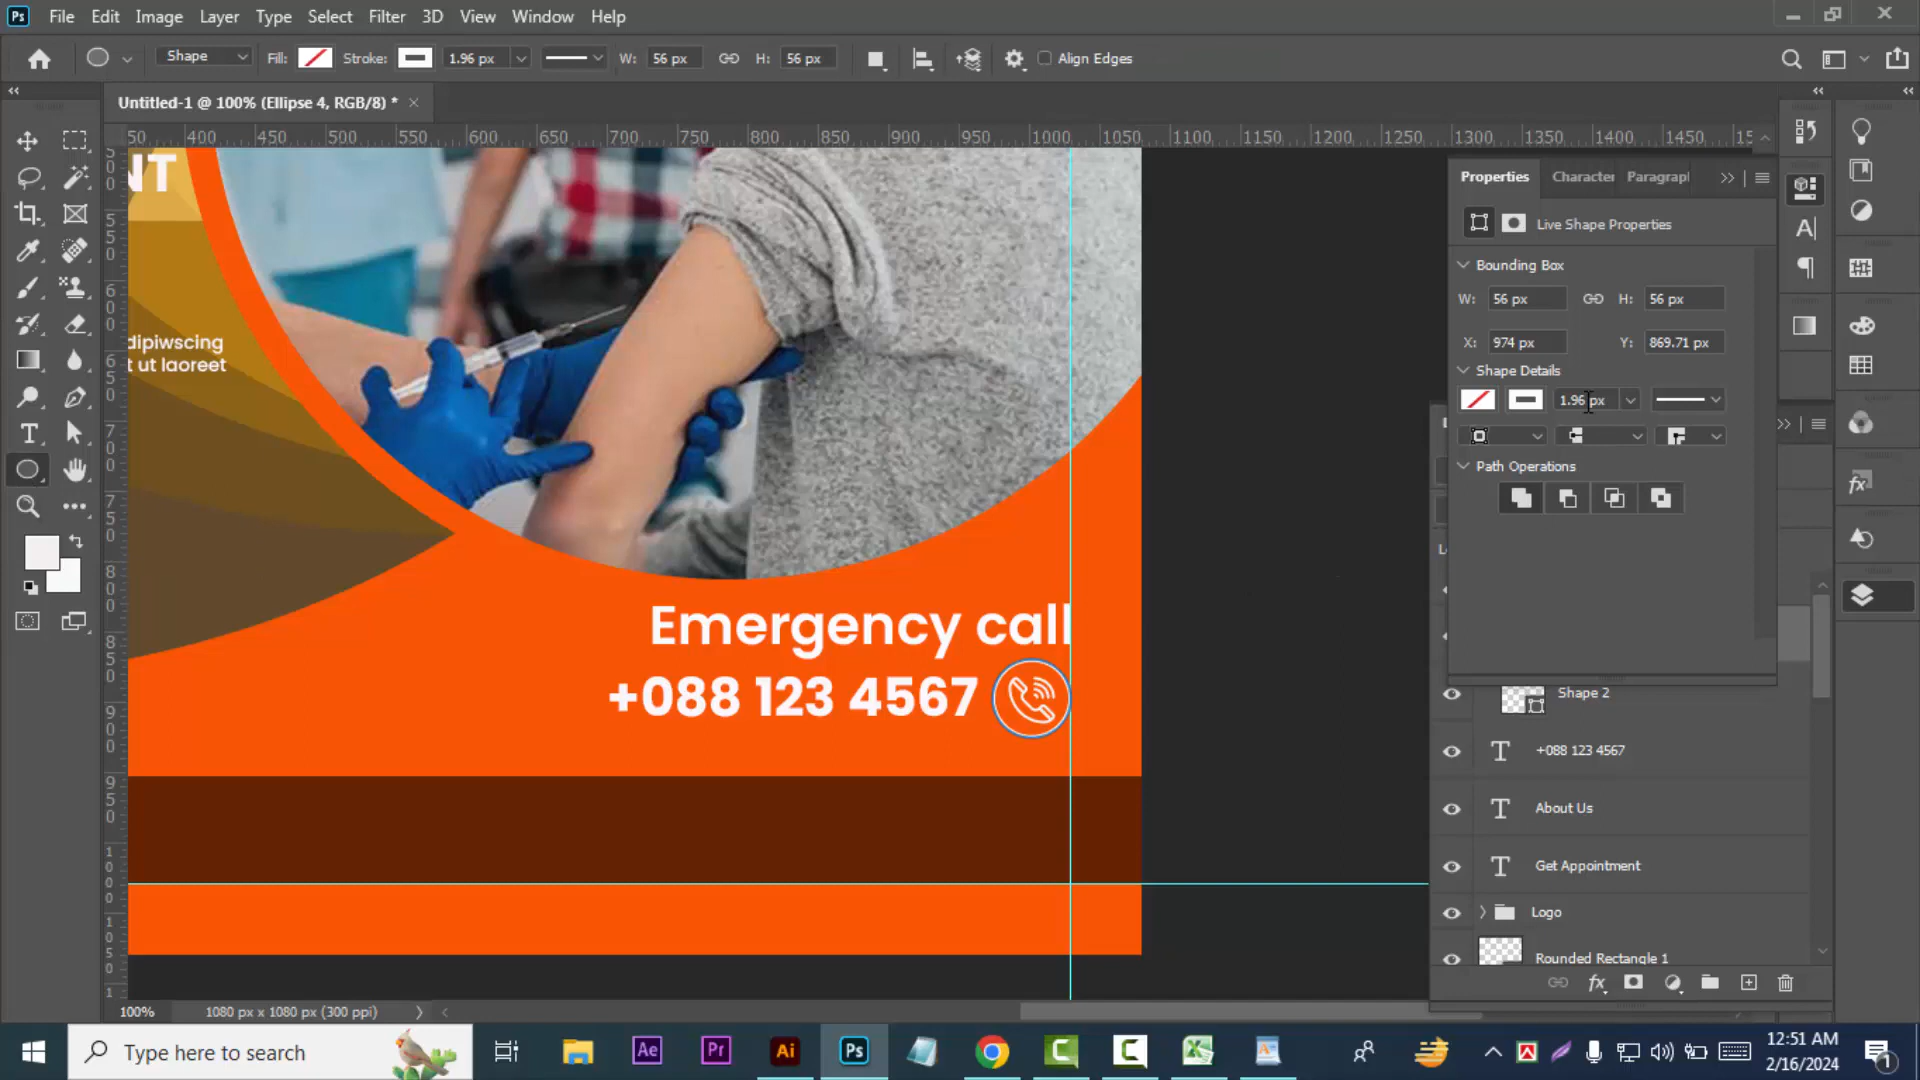 Ps File Edit Image Layer Type Select Filter 3D View Window Help
Shape Fill: Stroke: 1.96 px W: 56 px H: 56 px Align Edges
Untitled-1 @ 100% (Ellipse 4, RGB/8) * ×
50 400 450 500 550 600 650 700 750 800 850 900 950 1000 1050 1100 1150 1200 1250 1300 1350 1400 1450
NT
dipiwscing
t ut laoreet
Emergency call
+088 123 4567
Properties Character Paragraph
Live Shape Properties
Bounding Box
W: 56 px H: 56 px
X: 974 px Y: 869.71 px
Shape Details
1.96 px
Path Operations
Shape 2
+088 123 4567
About Us
Get Appointment
Logo
Rounded Rectangle 1
100% 1080 px x 1080 px (300 ppi)
Type here to search
Ae Pr Ai Ps
12:51 AM
2/16/2024
1